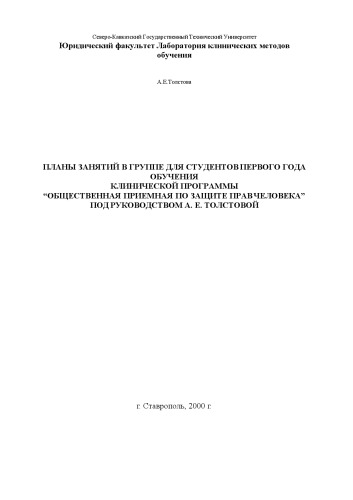 Северо-Кавказский Государственный Технический Университет
Юридический факультет Лаборатория клинических методов
обучения
А.Е.Толстова
ПЛАНЫ ЗАНЯТИЙ В ГРУППЕ ДЛЯ СТУДЕНТОВ ПЕРВОГО ГОДА
ОБУЧЕНИЯ
КЛИНИЧЕСКОЙ ПРОГРАММЫ
“ОБЩЕСТВЕННАЯ ПРИЕМНАЯ ПО ЗАЩИТЕ ПРАВ ЧЕЛОВЕКА”
ПОД РУКОВОДСТВОМ А. Е. ТОЛСТОВОЙ
г. Ставрополь, 2000 г.